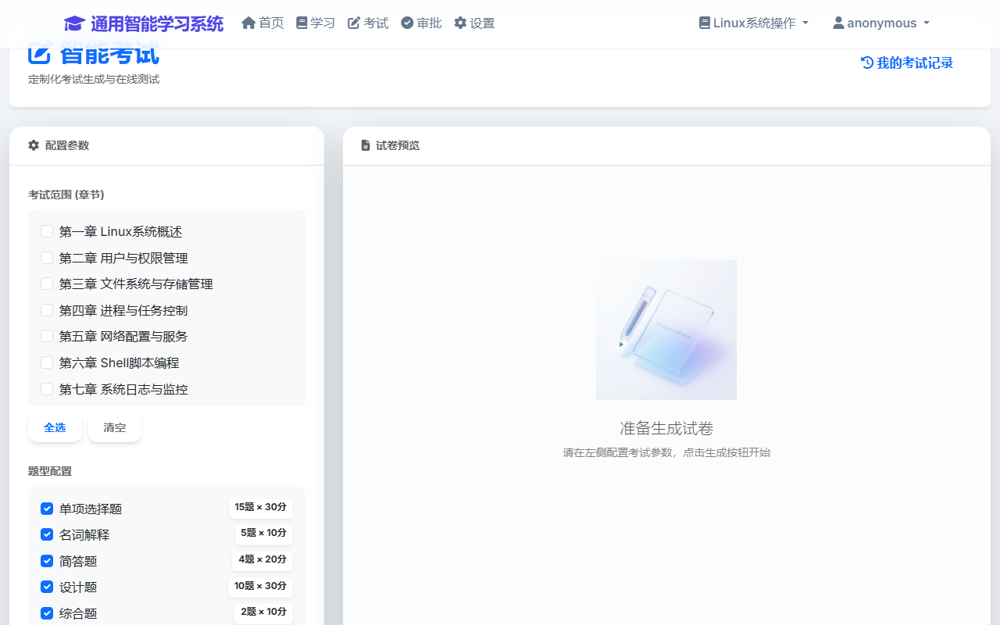 通用智能学习系统 首页 学习 考试 审批 设置 Linux系统操作 anonymous
智能考试
定制化考试生成与在线测试
我的考试记录
配置参数
考试范围 (章节)
第一章 Linux系统概述
第二章 用户与权限管理
第三章 文件系统与存储管理
第四章 进程与任务控制
第五章 网络配置与服务
第六章 Shell脚本编程
第七章 系统日志与监控
全选 清空
题型配置
单项选择题 15题 × 30分
名词解释 5题 × 10分
简答题 4题 × 20分
设计题 10题 × 30分
综合题 2题 × 10分
试卷预览
准备生成试卷
请在左侧配置考试参数，点击生成按钮开始